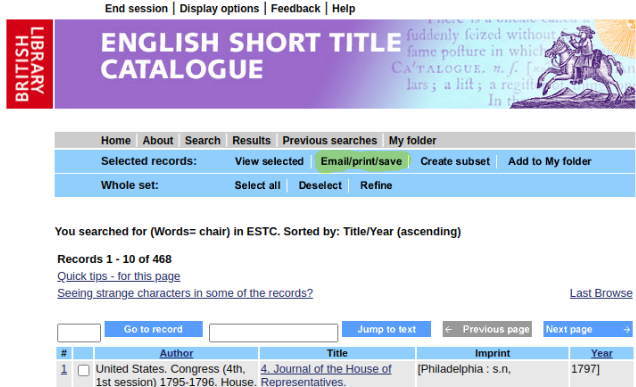 End session | Display options | Feedback | Help
BRITISH LIBRARY
ENGLISH SHORT TITLE
CATALOGUE
suddenly seized without
fame posture in which
CATALOGUE. n. s.
lars ; a list ; a
In
Home | About | Search | Results | Previous searches | My folder
Selected records: View selected | Email/print/save | Create subset | Add to My folder
Whole set: Select all | Deselect | Refine
You searched for (Words= chair) in ESTC. Sorted by: Title/Year (ascending)
Records 1 - 10 of 468
Quick tips - for this page
Seeing strange characters in some of the records? Last Browse
Go to record Jump to text ← Previous page Next page →
# Author Title Imprint Year
1 United States. Congress (4th, 4. Journal of the House of [Philadelphia : s.n, 1797]
1st session) 1795-1796. House. Representatives.